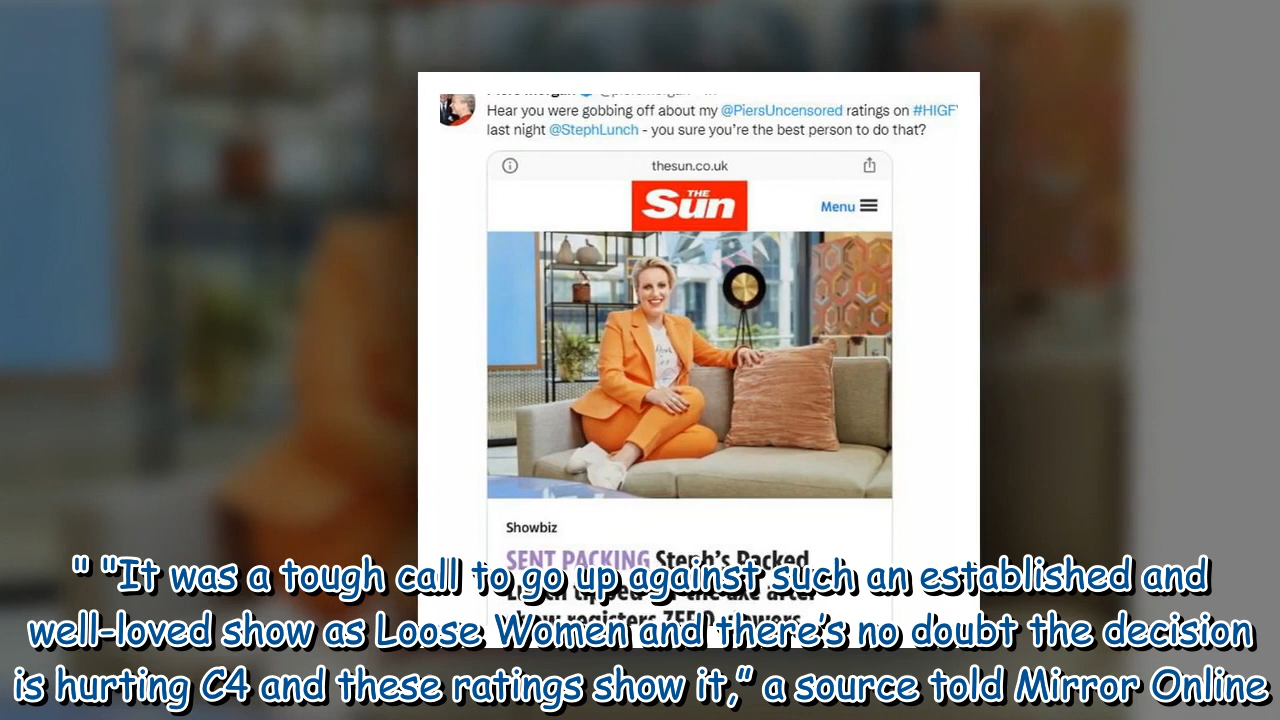 Hear you were gobbing off about my @PiersUncensored ratings on #HIGF
last night @StephLunch - you sure you're the best person to do that?
thesun.co.uk
THE
Sun
Menu
Showbiz
SENT PACKING Steph's Packed
" "It was a tough call to go up against such an established and
well-loved show as Loose Women and there's no doubt the decision
is hurting C4 and these ratings show it,” a source told Mirror Online